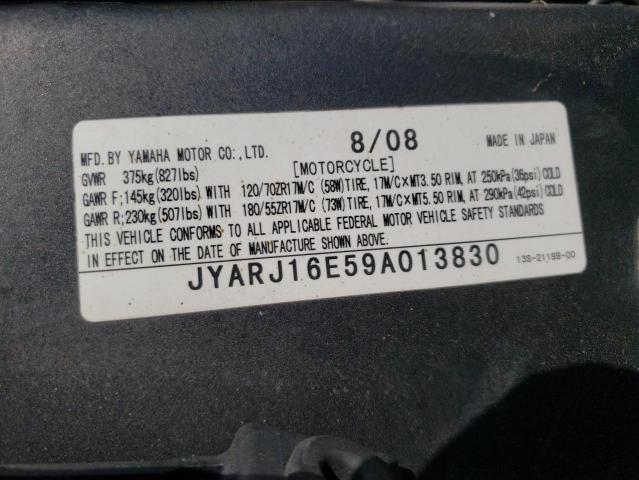 MFD. BY YAMAHA MOTOR CO., LTD. 8/08 MADE IN JAPAN
GVWR 375kg(827lbs) [MOTORCYCLE]
GAWR F;145kg(320lbs) WITH 120/70ZR17M/C (58W)TIRE, 17M/C×MT3.50 RIM, AT 250kPa(36psi)COLD
GAWR R;230kg(507lbs) WITH 180/55ZR17M/C (73W)TIRE, 17M/C×MT5.50 RIM, AT 290kPa(42psi)COLD
THIS VEHICLE CONFORMS TO ALL APPLICABLE FEDERAL MOTOR VEHICLE SAFETY STANDARDS
IN EFFECT ON THE DATE OF MANUFACTURE SHOWN ABOVE.
JYARJ16E59A013830 13S-21199-00